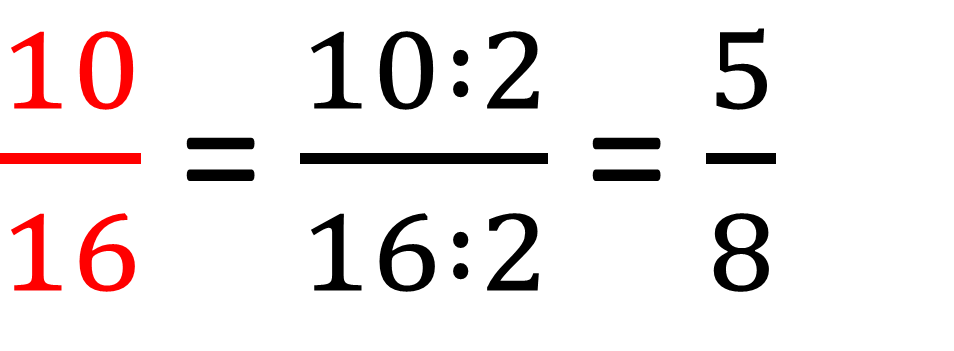 10/16 = 10:2/16:2 = 5/8